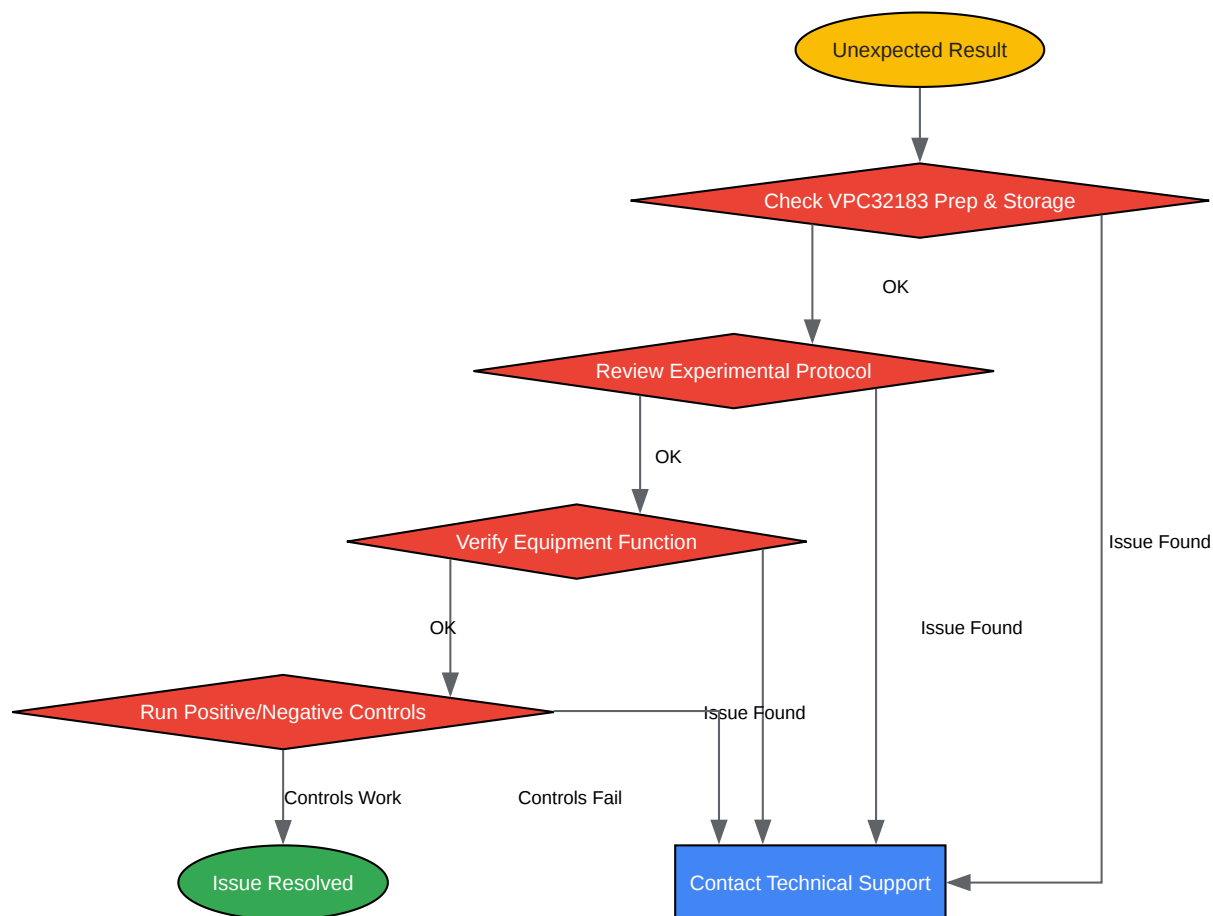 Unexpected Result
Check VPC32183 Prep & Storage
OK
Review Experimental Protocol
OK
Verify Equipment Function
Issue Found
OK
Issue Found
Run Positive/Negative Controls
Issue Found
Controls Work
Controls Fail
Issue Resolved
Contact Technical Support